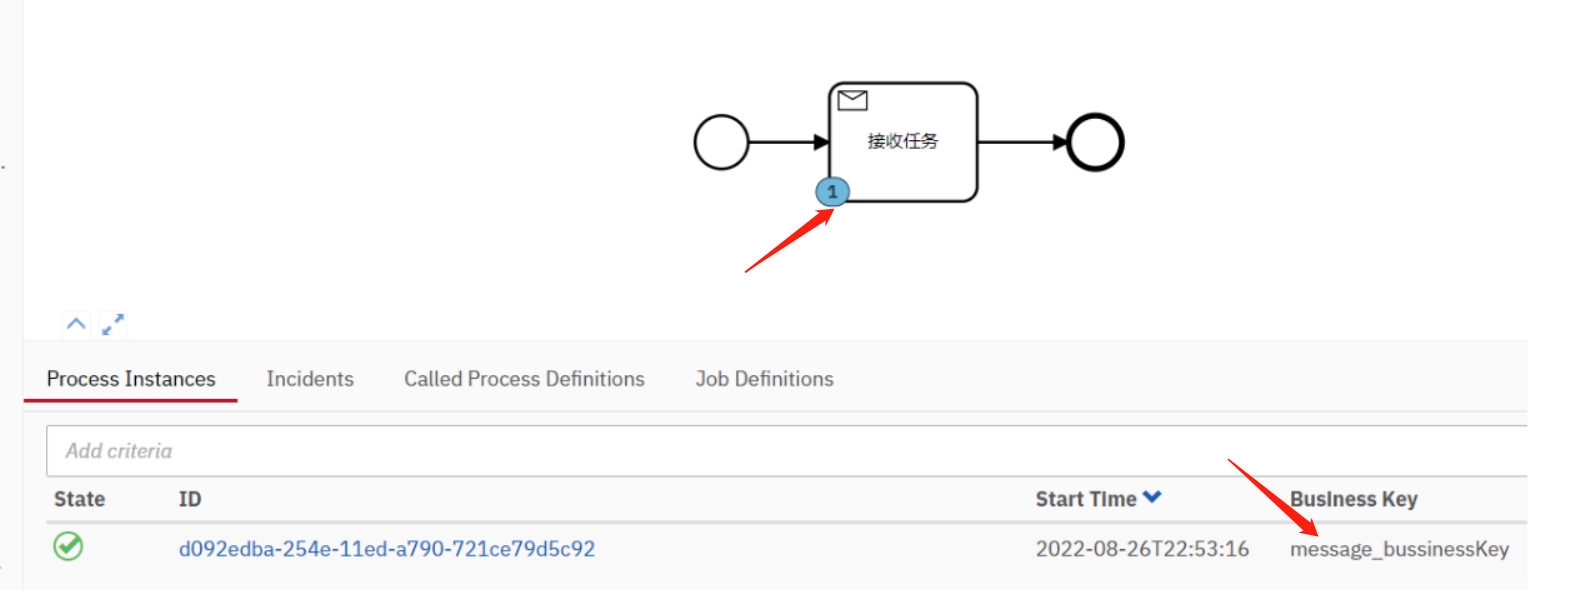 接收任务
1
Process Instances Incidents Called Process Definitions Job Definitions
Add criteria
State ID Start Time Business Key
d092edba-254e-11ed-a790-721ce79d5c92 2022-08-26T22:53:16 message_bussinessKey